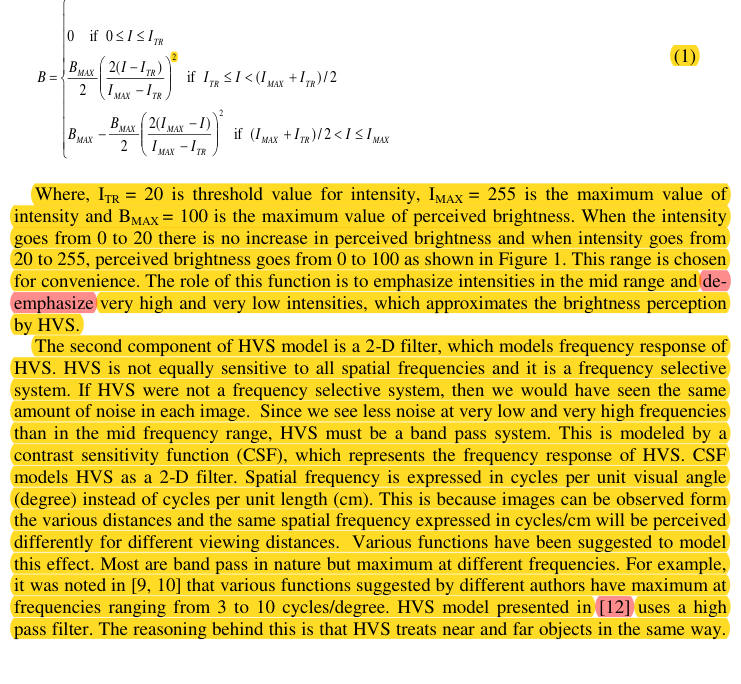 0 if 0 ≤ I ≤ I_TR
B = B_MAX/2 (2(I − I_TR)/(I_MAX − I_TR))^2 if I_TR ≤ I < (I_MAX + I_TR)/2 (1)
B_MAX − B_MAX/2 (2(I_MAX − I)/(I_MAX − I_TR))^2 if (I_MAX + I_TR)/2 < I ≤ I_MAX
Where, I_TR = 20 is threshold value for intensity, I_MAX = 255 is the maximum value of
intensity and B_MAX = 100 is the maximum value of perceived brightness. When the intensity
goes from 0 to 20 there is no increase in perceived brightness and when intensity goes from
20 to 255, perceived brightness goes from 0 to 100 as shown in Figure 1. This range is chosen
for convenience. The role of this function is to emphasize intensities in the mid range and de-
emphasize very high and very low intensities, which approximates the brightness perception
by HVS.
The second component of HVS model is a 2-D filter, which models frequency response of
HVS. HVS is not equally sensitive to all spatial frequencies and it is a frequency selective
system. If HVS were not a frequency selective system, then we would have seen the same
amount of noise in each image. Since we see less noise at very low and very high frequencies
than in the mid frequency range, HVS must be a band pass system. This is modeled by a
contrast sensitivity function (CSF), which represents the frequency response of HVS. CSF
models HVS as a 2-D filter. Spatial frequency is expressed in cycles per unit visual angle
(degree) instead of cycles per unit length (cm). This is because images can be observed form
the various distances and the same spatial frequency expressed in cycles/cm will be perceived
differently for different viewing distances. Various functions have been suggested to model
this effect. Most are band pass in nature but maximum at different frequencies. For example,
it was noted in [9, 10] that various functions suggested by different authors have maximum at
frequencies ranging from 3 to 10 cycles/degree. HVS model presented in [12] uses a high
pass filter. The reasoning behind this is that HVS treats near and far objects in the same way.